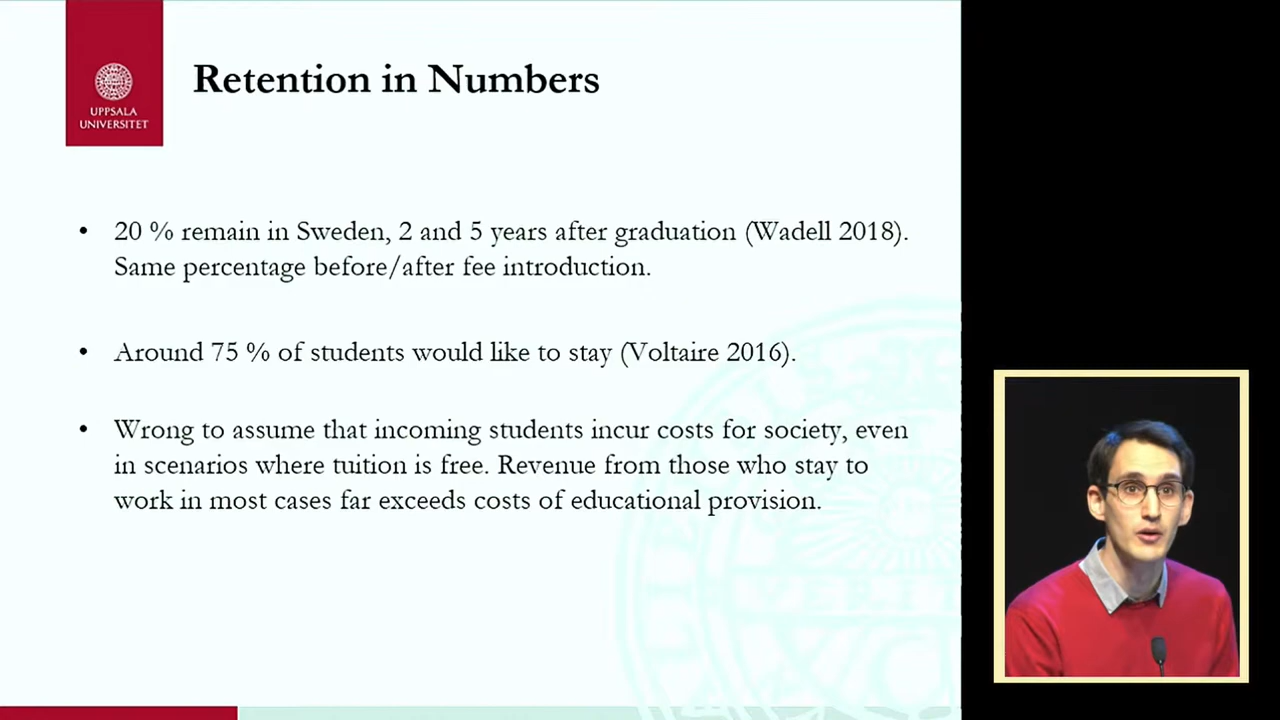 UPPSALA
UNIVERSITET
Retention in Numbers
• 20 % remain in Sweden, 2 and 5 years after graduation (Wadell 2018).
Same percentage before/after fee introduction.
• Around 75 % of students would like to stay (Voltaire 2016).
• Wrong to assume that incoming students incur costs for society, even
in scenarios where tuition is free. Revenue from those who stay to
work in most cases far exceeds costs of educational provision.